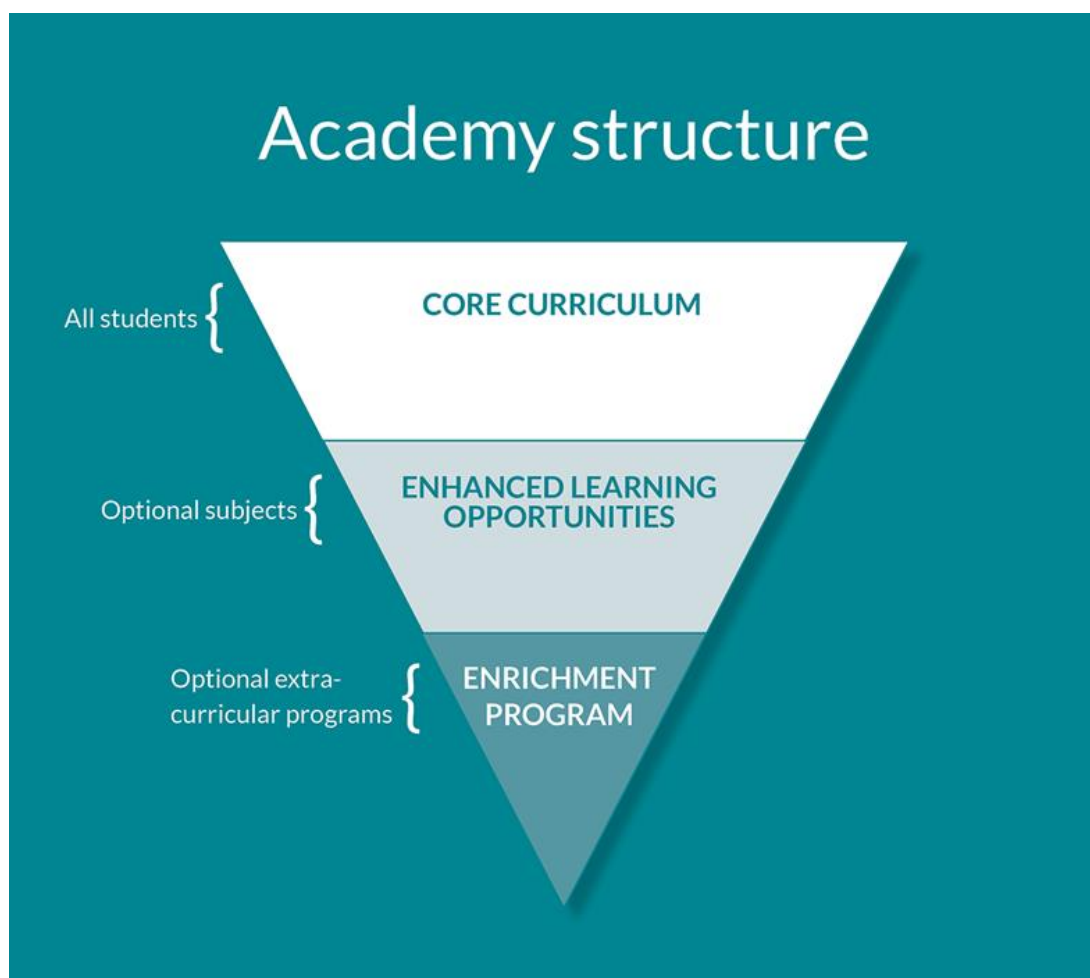 Academy structure
All students {
CORE CURRICULUM
Optional subjects {
ENHANCED LEARNING
OPPORTUNITIES
Optional extra-
curricular programs {
ENRICHMENT
PROGRAM